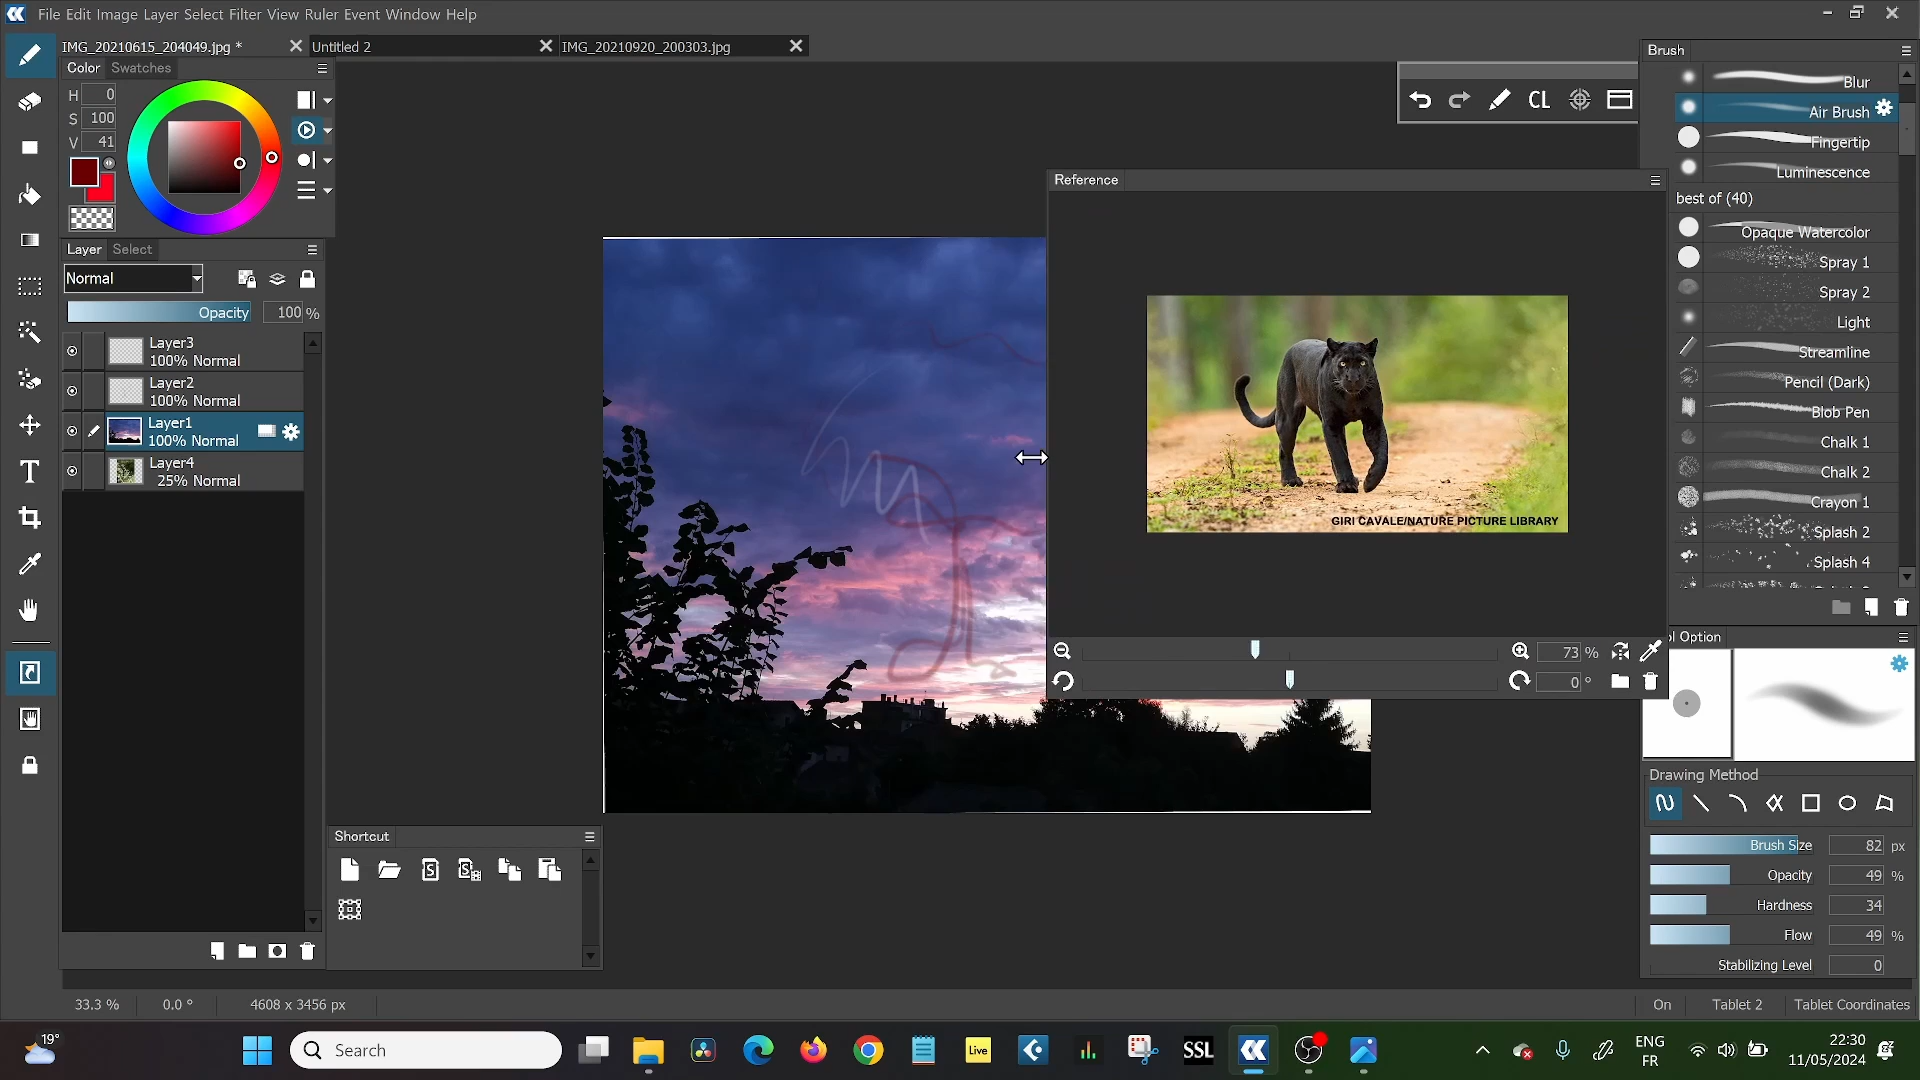 File Edit Image Layer Select Filter View Ruler Event Window Help
IMG_20210615_204049.jpg *
Untitled 2
IMG_20210920_200303.jpg
Color Swatches
H 0
S 100
V 41
Layer Select
Normal
Opacity 100 %
Layer3
100% Normal
Layer2
100% Normal
Layer1
100% Normal
Layer4
25% Normal
CL
Reference
GIRI CAVALE/NATURE PICTURE LIBRARY
73 %
0 °
Shortcut
Brush
Blur
Air Brush
Fingertip
Luminescence
best of (40)
Opaque Watercolor
Spray 1
Spray 2
Light
Streamline
Pencil (Dark)
Blob Pen
Chalk 1
Chalk 2
Crayon 1
Splash 2
Splash 4
ol Option
Drawing Method
Brush Size 82 px
Opacity 49 %
Hardness 34
Flow 49 %
Stabilizing Level 0
33.3 % 0.0 ° 4608 x 3456 px
On Tablet 2 Tablet Coordinates
19°
Search
Live
SSL
ENG
FR
22:30
11/05/2024